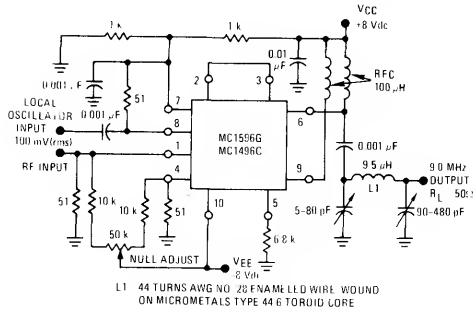 1 k
1 k
VCC
+8 Vdc
0.01
μF
RFC
100 μH
0.001 μF
51
LOCAL
OSCILLATOR
INPUT
100 mV(rms)
0.001 μF
RF INPUT
2
3
7
8
1
4
6
9
10
5
MC1596G
MC1496C
0.001 μF
9.5 μH
L1
9.0 MHz
OUTPUT
RL 50Ω
5-80 pF
90-480 pF
51
10k
10k
51
50k
6.8 k
NULL ADJUST
VEE
-8 Vdc
L1 44 TURNS AWG NO. 28 ENAMELED WIRE, WOUND
ON MICROMETALS TYPE 44 6 TOROID CORE